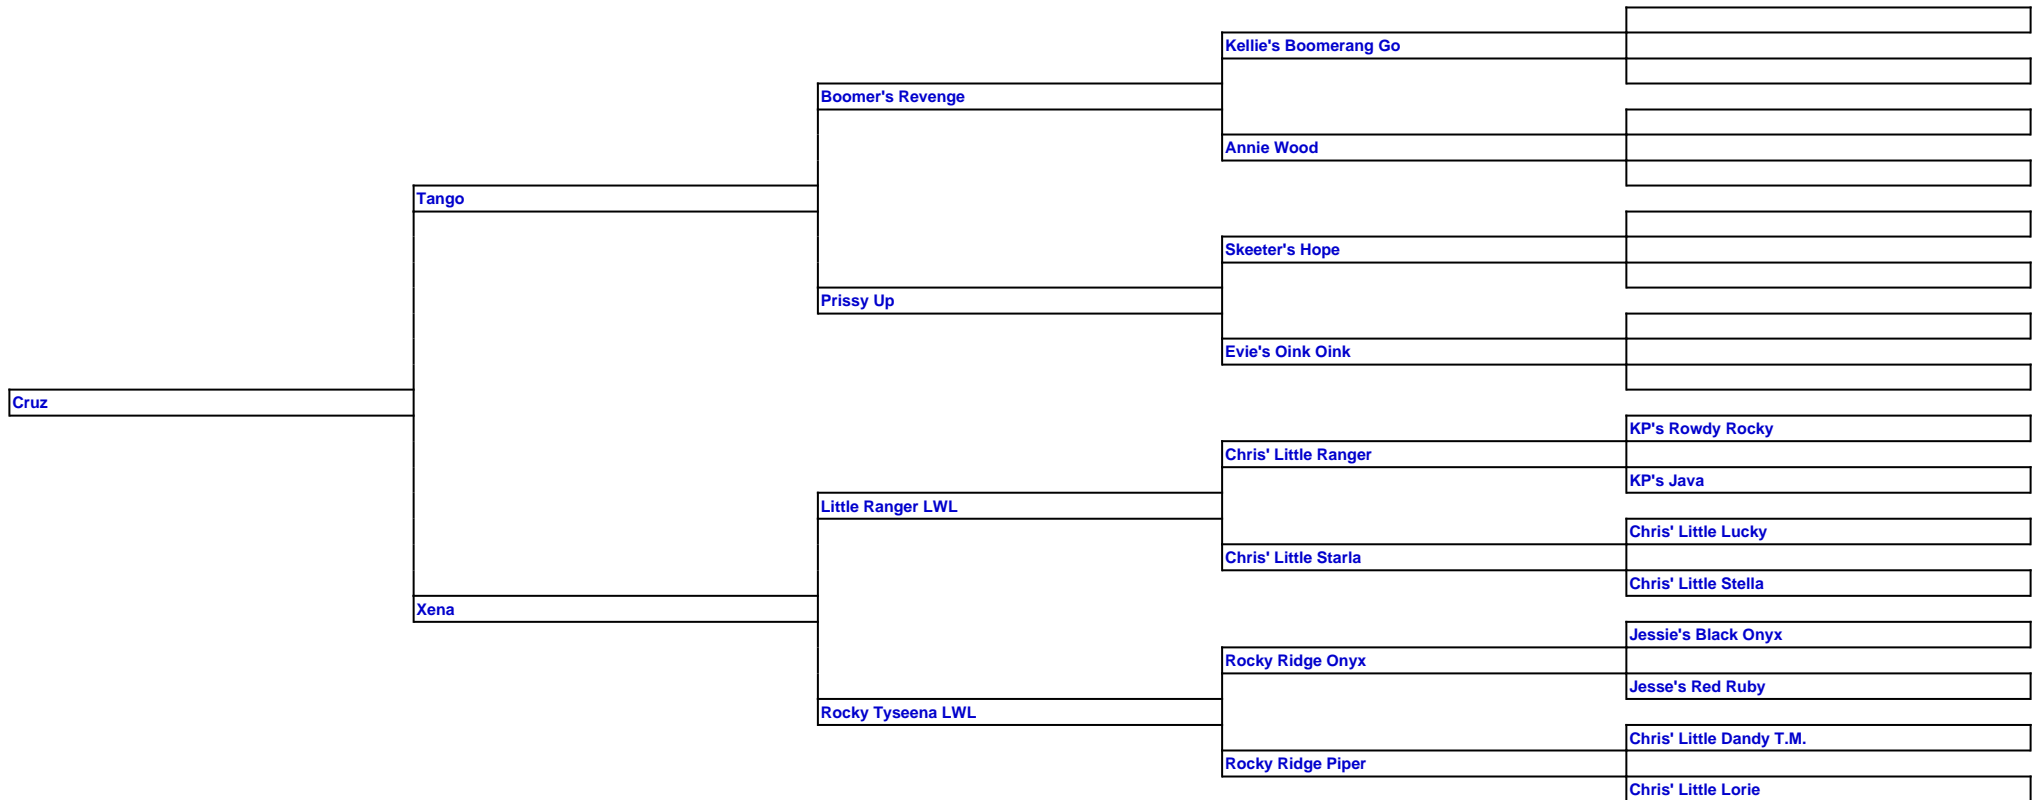 Kellie's Boomerang Go
Boomer's Revenge
Annie Wood
Tango
Skeeter's Hope
Prissy Up
Evie's Oink Oink
Cruz
KP's Rowdy Rocky
Chris' Little Ranger
KP's Java
Little Ranger LWL
Chris' Little Lucky
Chris' Little Starla
Chris' Little Stella
Xena
Jessie's Black Onyx
Rocky Ridge Onyx
Jesse's Red Ruby
Rocky Tyseena LWL
Chris' Little Dandy T.M.
Rocky Ridge Piper
Chris' Little Lorie